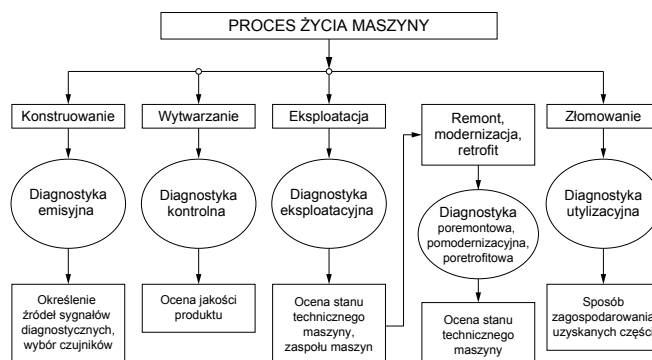 PROCES ŻYCIA MASZYNY
Konstruowanie
Wytwarzanie
Eksploatacja
Remont,
modernizacja,
retrofit
Złomowanie
Diagnostyka
emisyjna
Diagnostyka
kontrolna
Diagnostyka
eksploatacyjna
Diagnostyka
poremontowa,
pomodernizacyjna,
poretrofitowa
Diagnostyka
utylizacyjna
Określenie
źródeł sygnałów
diagnostycznych,
wybór czujników
Ocena jakości
produktu
Ocena stanu
technicznego
maszyny,
zaspołu maszyn
Ocena stanu
technicznego
maszyny
Sposób
zagospodarowania
uzyskanych części